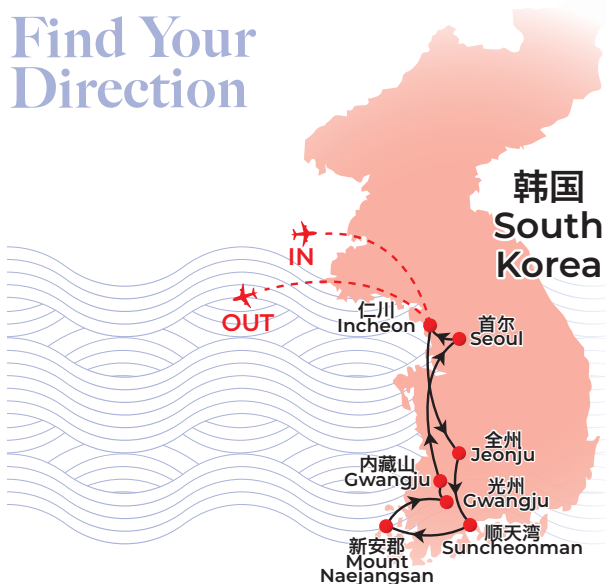 Find Your
Direction
韩国
South
Korea
IN
OUT
仁川
Incheon
首尔
Seoul
全州
Jeonju
内藏山
Gwangju
光州
Gwangju
顺天湾
Suncheonman
新安郡
Mount
Naejangsan